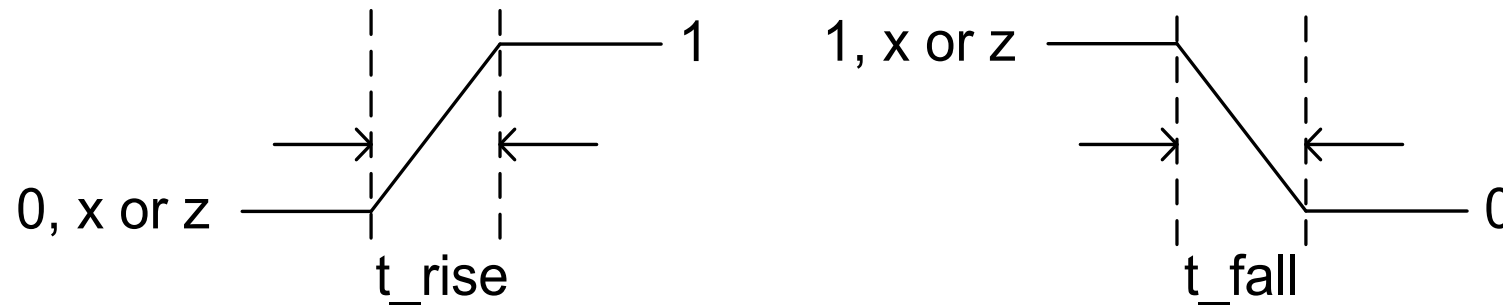 1
1, x or z
0, x or z
0
t_rise
t_fall